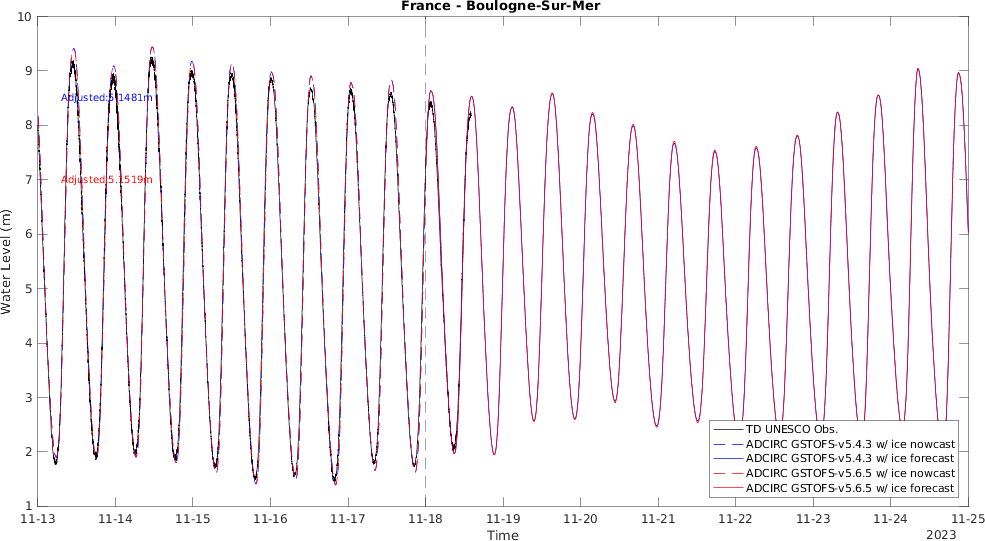 France - Boulogne-Sur-Mer
10
9
8
7
6
5
4
3
2
1
Water Level (m)
Adjusted:5.1481m
Adjusted:5.1519m
TD UNESCO Obs.
ADCIRC GSTOFS-v5.4.3 w/ ice nowcast
ADCIRC GSTOFS-v5.4.3 w/ ice forecast
ADCIRC GSTOFS-v5.6.5 w/ ice nowcast
ADCIRC GSTOFS-v5.6.5 w/ ice forecast
11-13 11-14 11-15 11-16 11-17 11-18 11-19 11-20 11-21 11-22 11-23 11-24 11-25
Time
2023